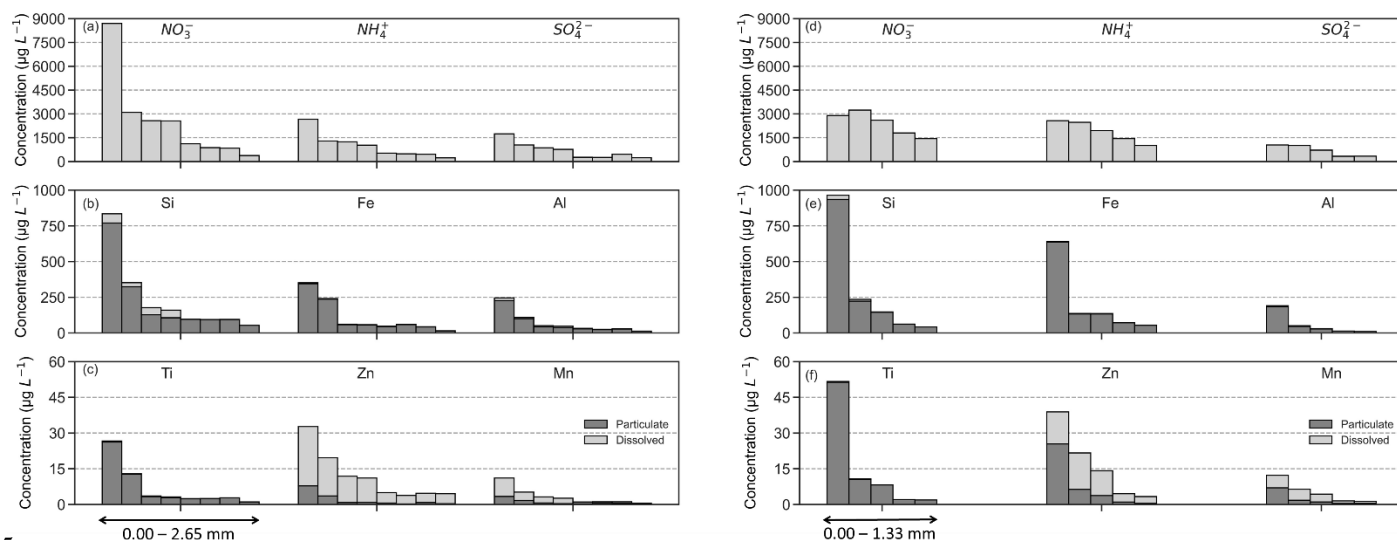 (a) NO₃⁻ NH₄⁺ SO₄²⁻
Concentration (µg L⁻¹)
9000
7500
6000
4500
3000
1500
0
(b) Si Fe Al
Concentration (µg L⁻¹)
1000
750
500
250
0
(c) Ti Zn Mn
Concentration (µg L⁻¹)
60
45
30
15
0
Particulate
Dissolved
0.00 – 2.65 mm
(d) NO₃⁻ NH₄⁺ SO₄²⁻
Concentration (µg L⁻¹)
9000
7500
6000
4500
3000
1500
0
(e) Si Fe Al
Concentration (µg L⁻¹)
1000
750
500
250
0
(f) Ti Zn Mn
Concentration (µg L⁻¹)
60
45
30
15
0
Particulate
Dissolved
0.00 – 1.33 mm